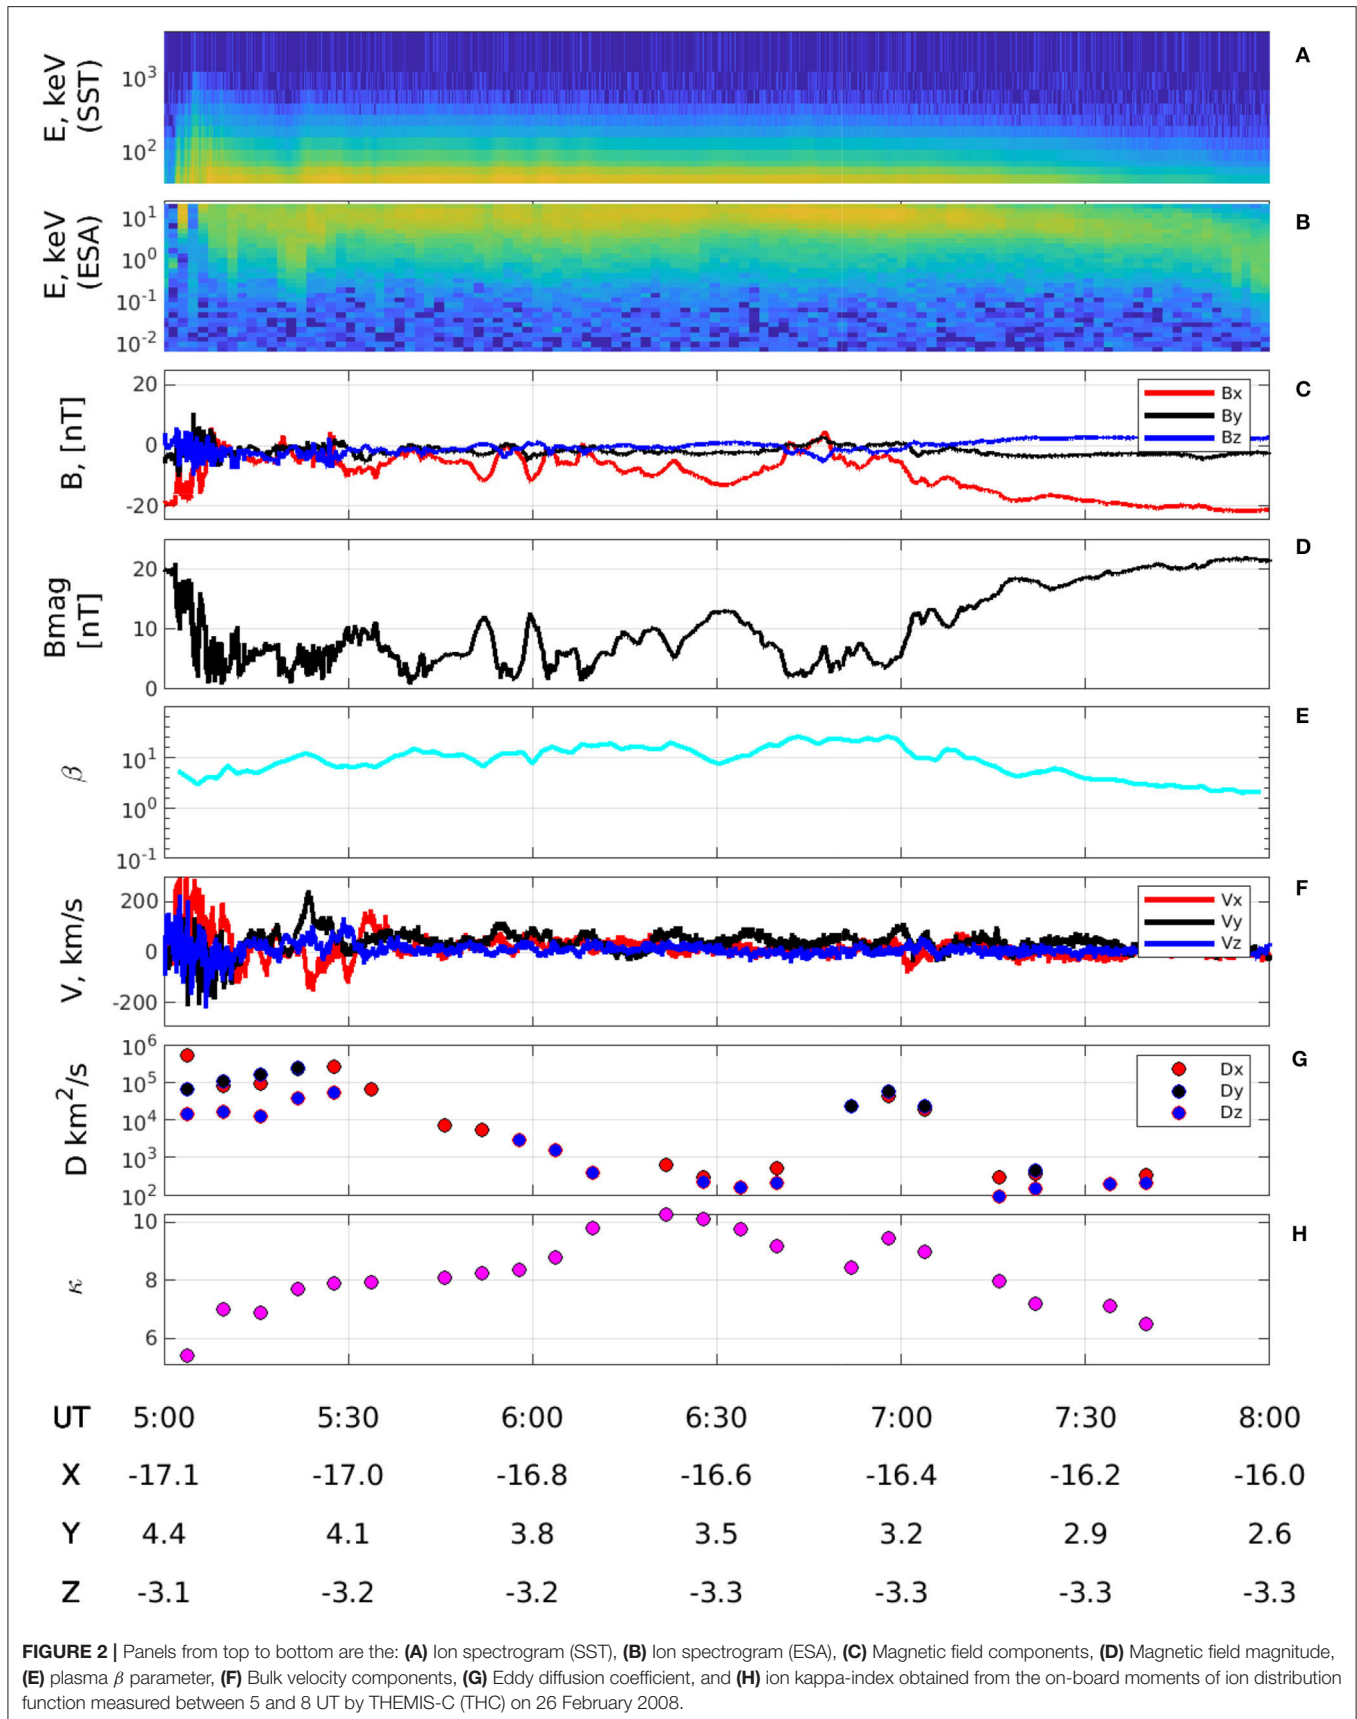 A
E, keV
(SST)
10³
10²
B
E, keV
(ESA)
10¹
10⁰
10⁻¹
10⁻²
C
B, [nT]
20
0
-20
Bx
By
Bz
D
Bmag
[nT]
20
10
0
E
β
10¹
10⁰
10⁻¹
F
V, km/s
200
0
-200
Vx
Vy
Vz
G
D km²/s
10⁶
10⁵
10⁴
10³
10²
Dx
Dy
Dz
H
κ
10
8
6
UT 5:00 5:30 6:00 6:30 7:00 7:30 8:00
X -17.1 -17.0 -16.8 -16.6 -16.4 -16.2 -16.0
Y 4.4 4.1 3.8 3.5 3.2 2.9 2.6
Z -3.1 -3.2 -3.2 -3.3 -3.3 -3.3 -3.3
FIGURE 2 | Panels from top to bottom are the: (A) Ion spectrogram (SST), (B) Ion spectrogram (ESA), (C) Magnetic field components, (D) Magnetic field magnitude,
(E) plasma β parameter, (F) Bulk velocity components, (G) Eddy diffusion coefficient, and (H) ion kappa-index obtained from the on-board moments of ion distribution
function measured between 5 and 8 UT by THEMIS-C (THC) on 26 February 2008.